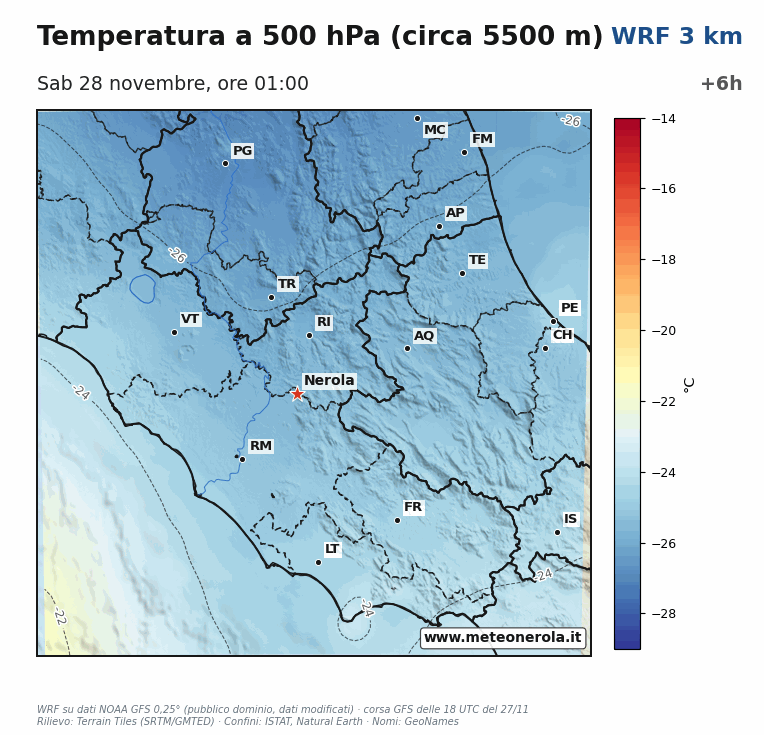 Temperatura a 500 hPa (circa 5500 m) WRF 3 km
Sab 28 novembre, ore 01:00 +6h
-26
MC
FM
PG
AP
-26
TE
TR
PE
VT
RI
AQ
CH
-24
Nerola
RM
FR
IS
LT
-24
-24
-22
www.meteonerola.it
−14
−16
−18
−20
−22
−24
−26
−28
°C
WRF su dati NOAA GFS 0,25° (pubblico dominio, dati modificati) · corsa GFS delle 18 UTC del 27/11
Rilievo: Terrain Tiles (SRTM/GMTED) · Confini: ISTAT, Natural Earth · Nomi: GeoNames